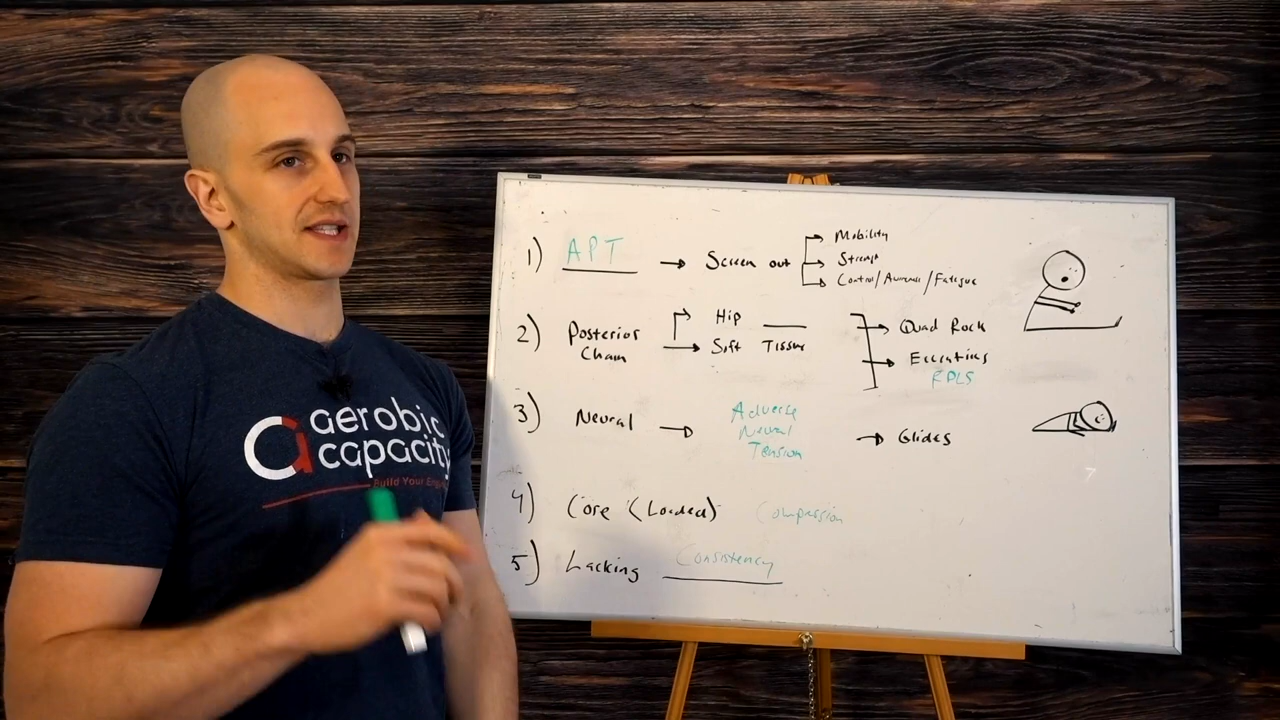 aerobic
capacity
Build Your
1) APT → Screen out
Mobility
Strength
Control/Awareness/Fatigue
2) Posterior
Chain
Hip
Soft Tissue
Quad Rock
Eccentrics
RDLS
3) Neural → Adverse
Neural
Tension
→ Glides
4) Core (Loaded) Compression
5) Lacking Consistency